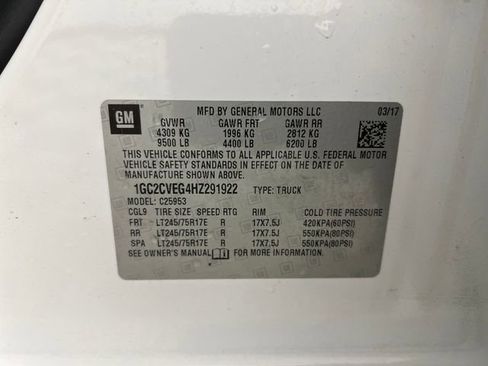 GM
MFD BY GENERAL MOTORS LLC 03/17
GVWR GAWR FRT GAWR RR
4309 KG 1996 KG 2812 KG
9500 LB 4400 LB 6200 LB
THIS VEHICLE CONFORMS TO ALL APPLICABLE U.S. FEDERAL MOTOR
VEHICLE SAFETY STANDARDS IN EFFECT ON THE DATE OF
MANUFACTURE SHOWN ABOVE.
1GC2CVEG4HZ291922 TYPE: TRUCK
MODEL: C25953
CGL9 TIRE SIZE SPEED RTG RIM COLD TIRE PRESSURE
FRT LT245/75R17E R 17X7.5J 420KPA(60PSI)
RR LT245/75R17E R 17X7.5J 550KPA(80PSI)
SPA LT245/75R17E R 17X7.5J 550KPA(80PSI)
SEE OWNER'S MANUAL FOR MORE INFORMATION.